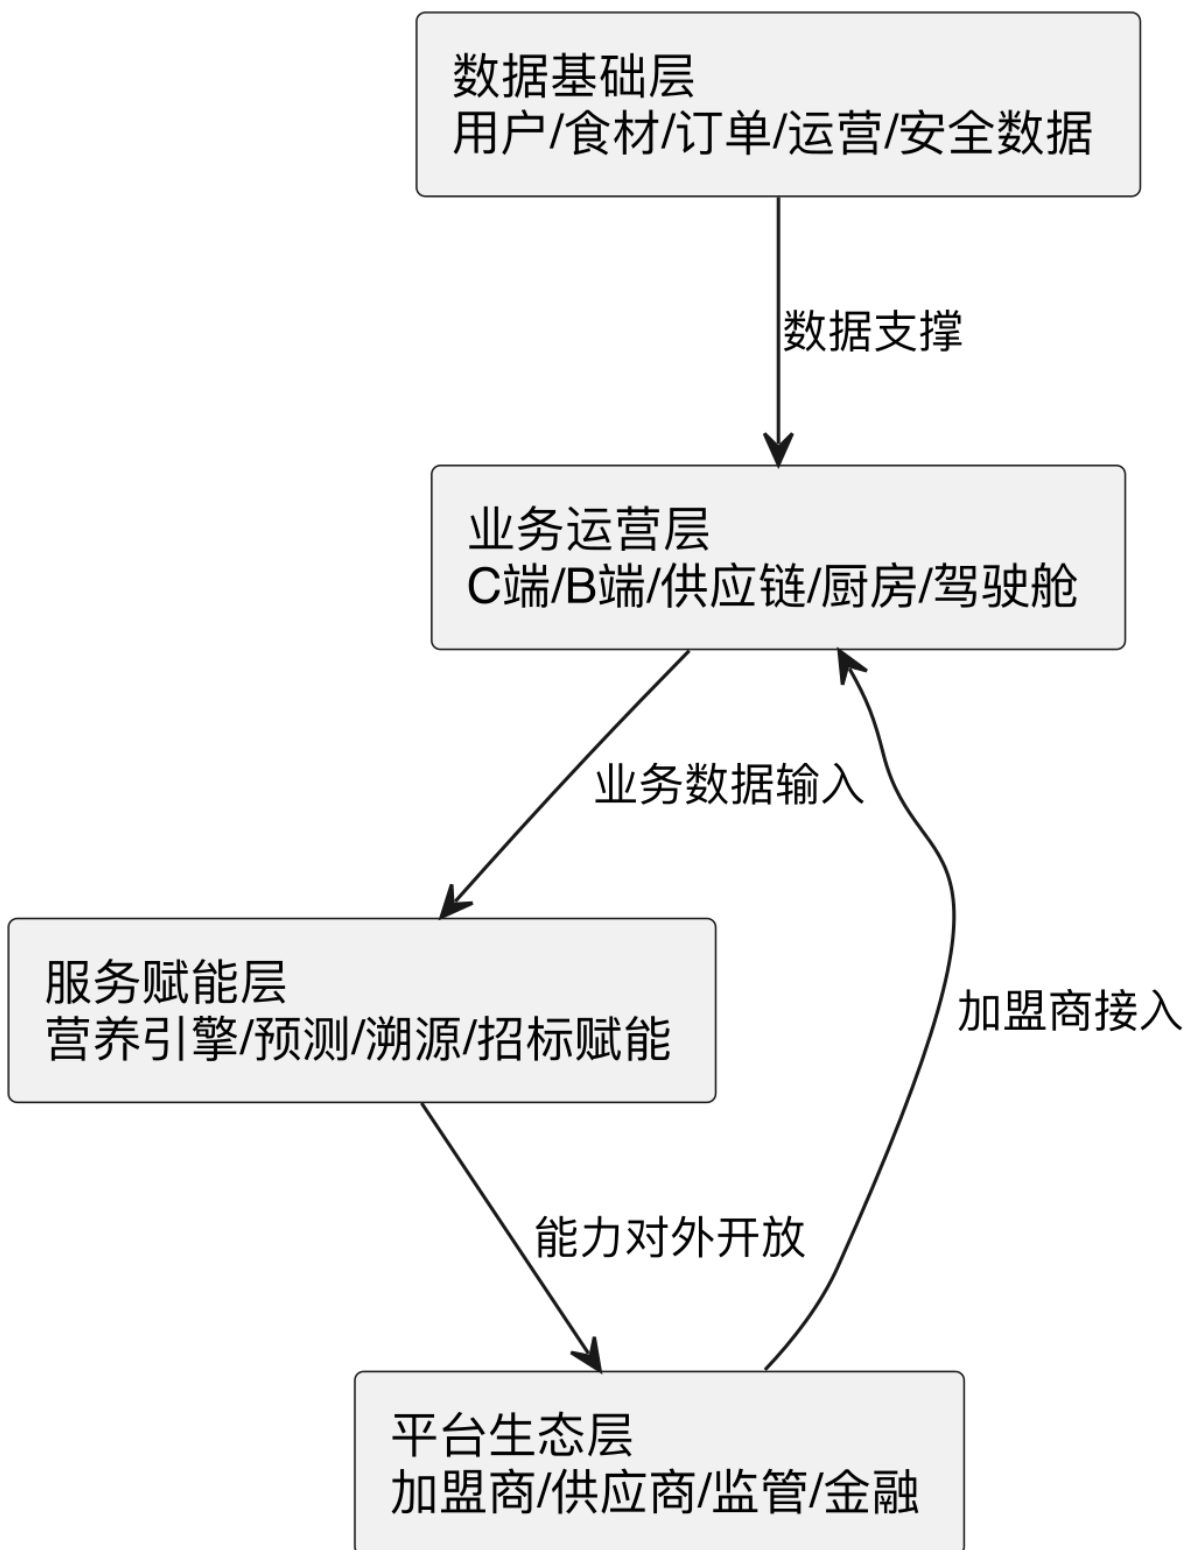 数据基础层
用户/食材/订单/运营/安全数据
数据支撑
业务运营层
C端/B端/供应链/厨房/驾驶舱
业务数据输入
服务赋能层
营养引擎/预测/溯源/招标赋能
加盟商接入
能力对外开放
平台生态层
加盟商/供应商/监管/金融